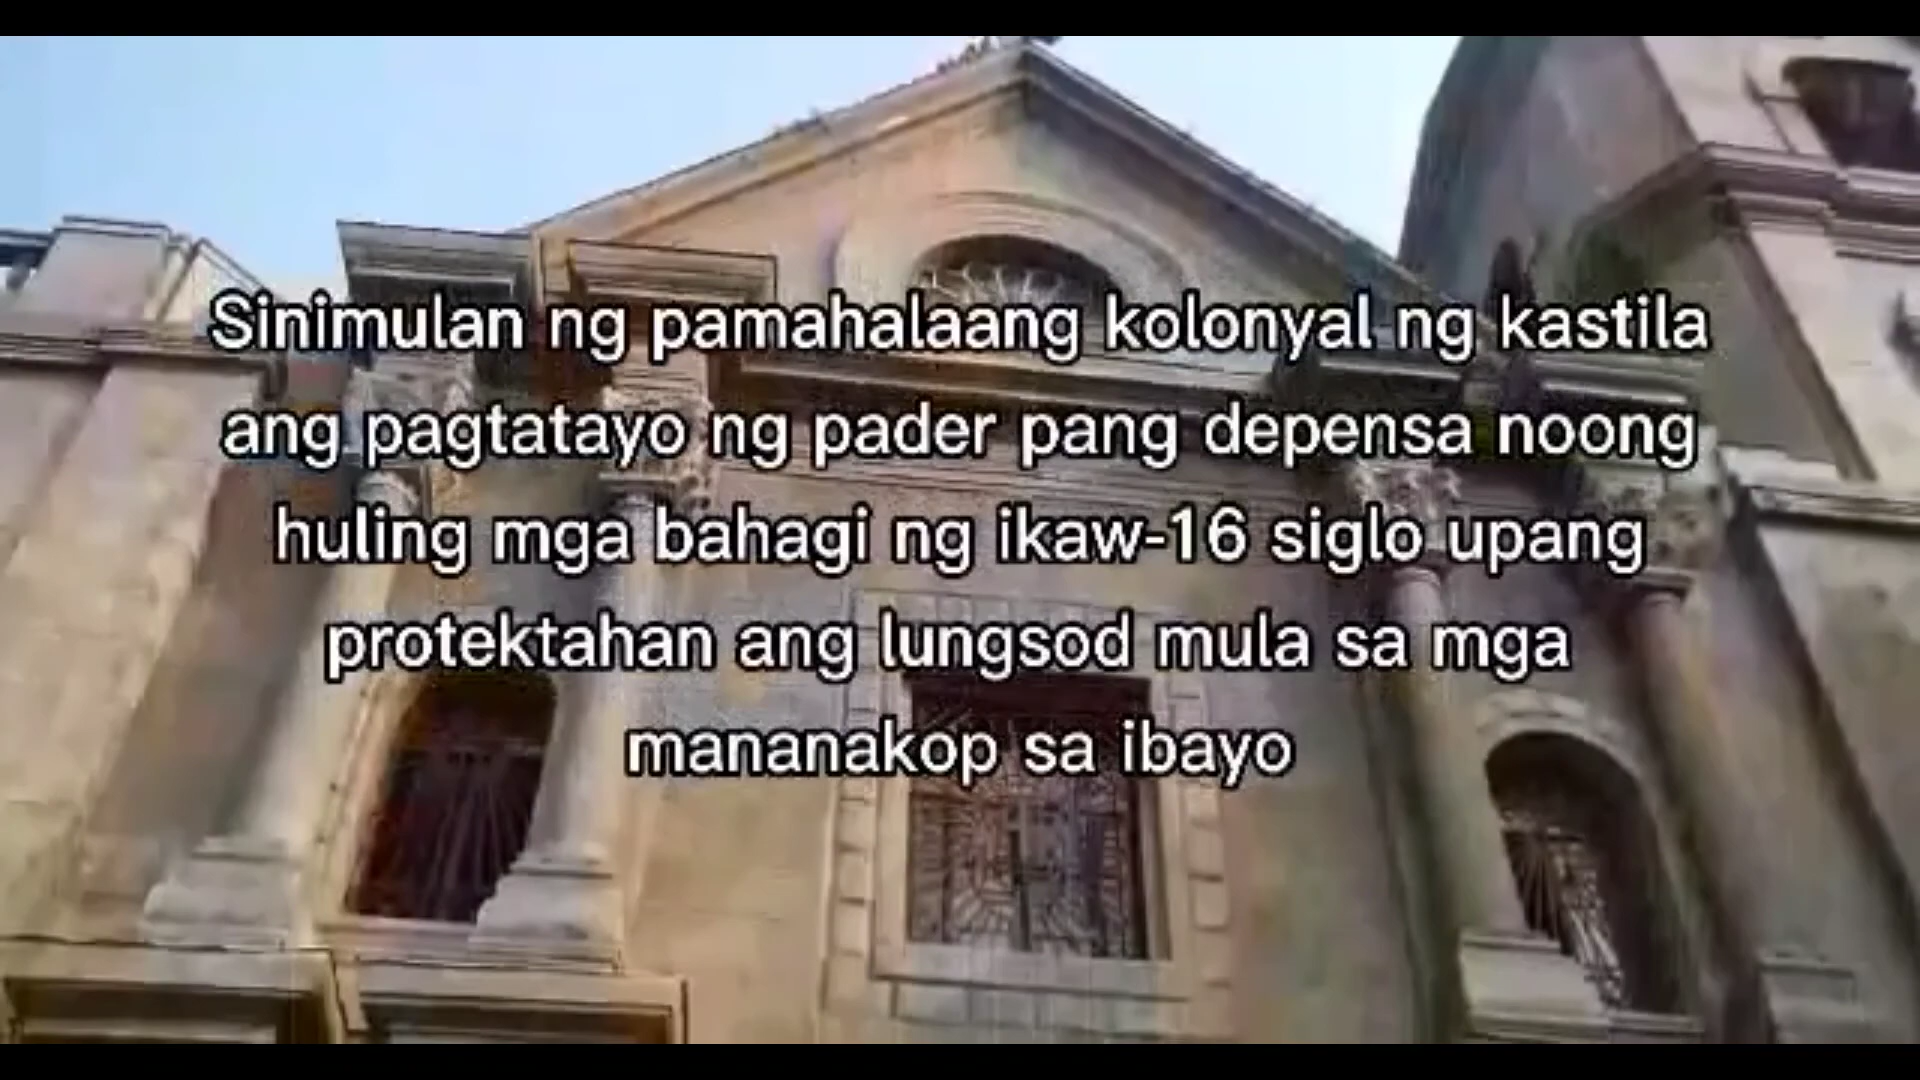 Sinimulan ng pamahalaang kolonyal ng kastila
ang pagtatayo ng pader pang depensa noong
huling mga bahagi ng ikaw-16 siglo upang
protektahan ang lungsod mula sa mga
mananakop sa ibayo